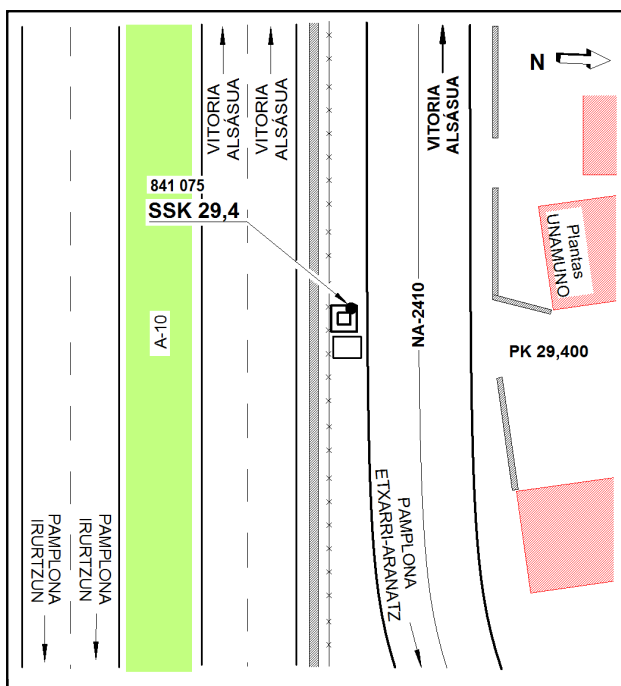 N
VITORIA
ALSÁSUA
VITORIA
ALSÁSUA
VITORIA
ALSÁSUA
841 075
SSK 29,4
Plantas
UNAMUNO
A-10
NA-2410
PK 29,400
PAMPLONA
IRURTZUN
PAMPLONA
IRURTZUN
PAMPLONA
ETXARRI-ARANATZ